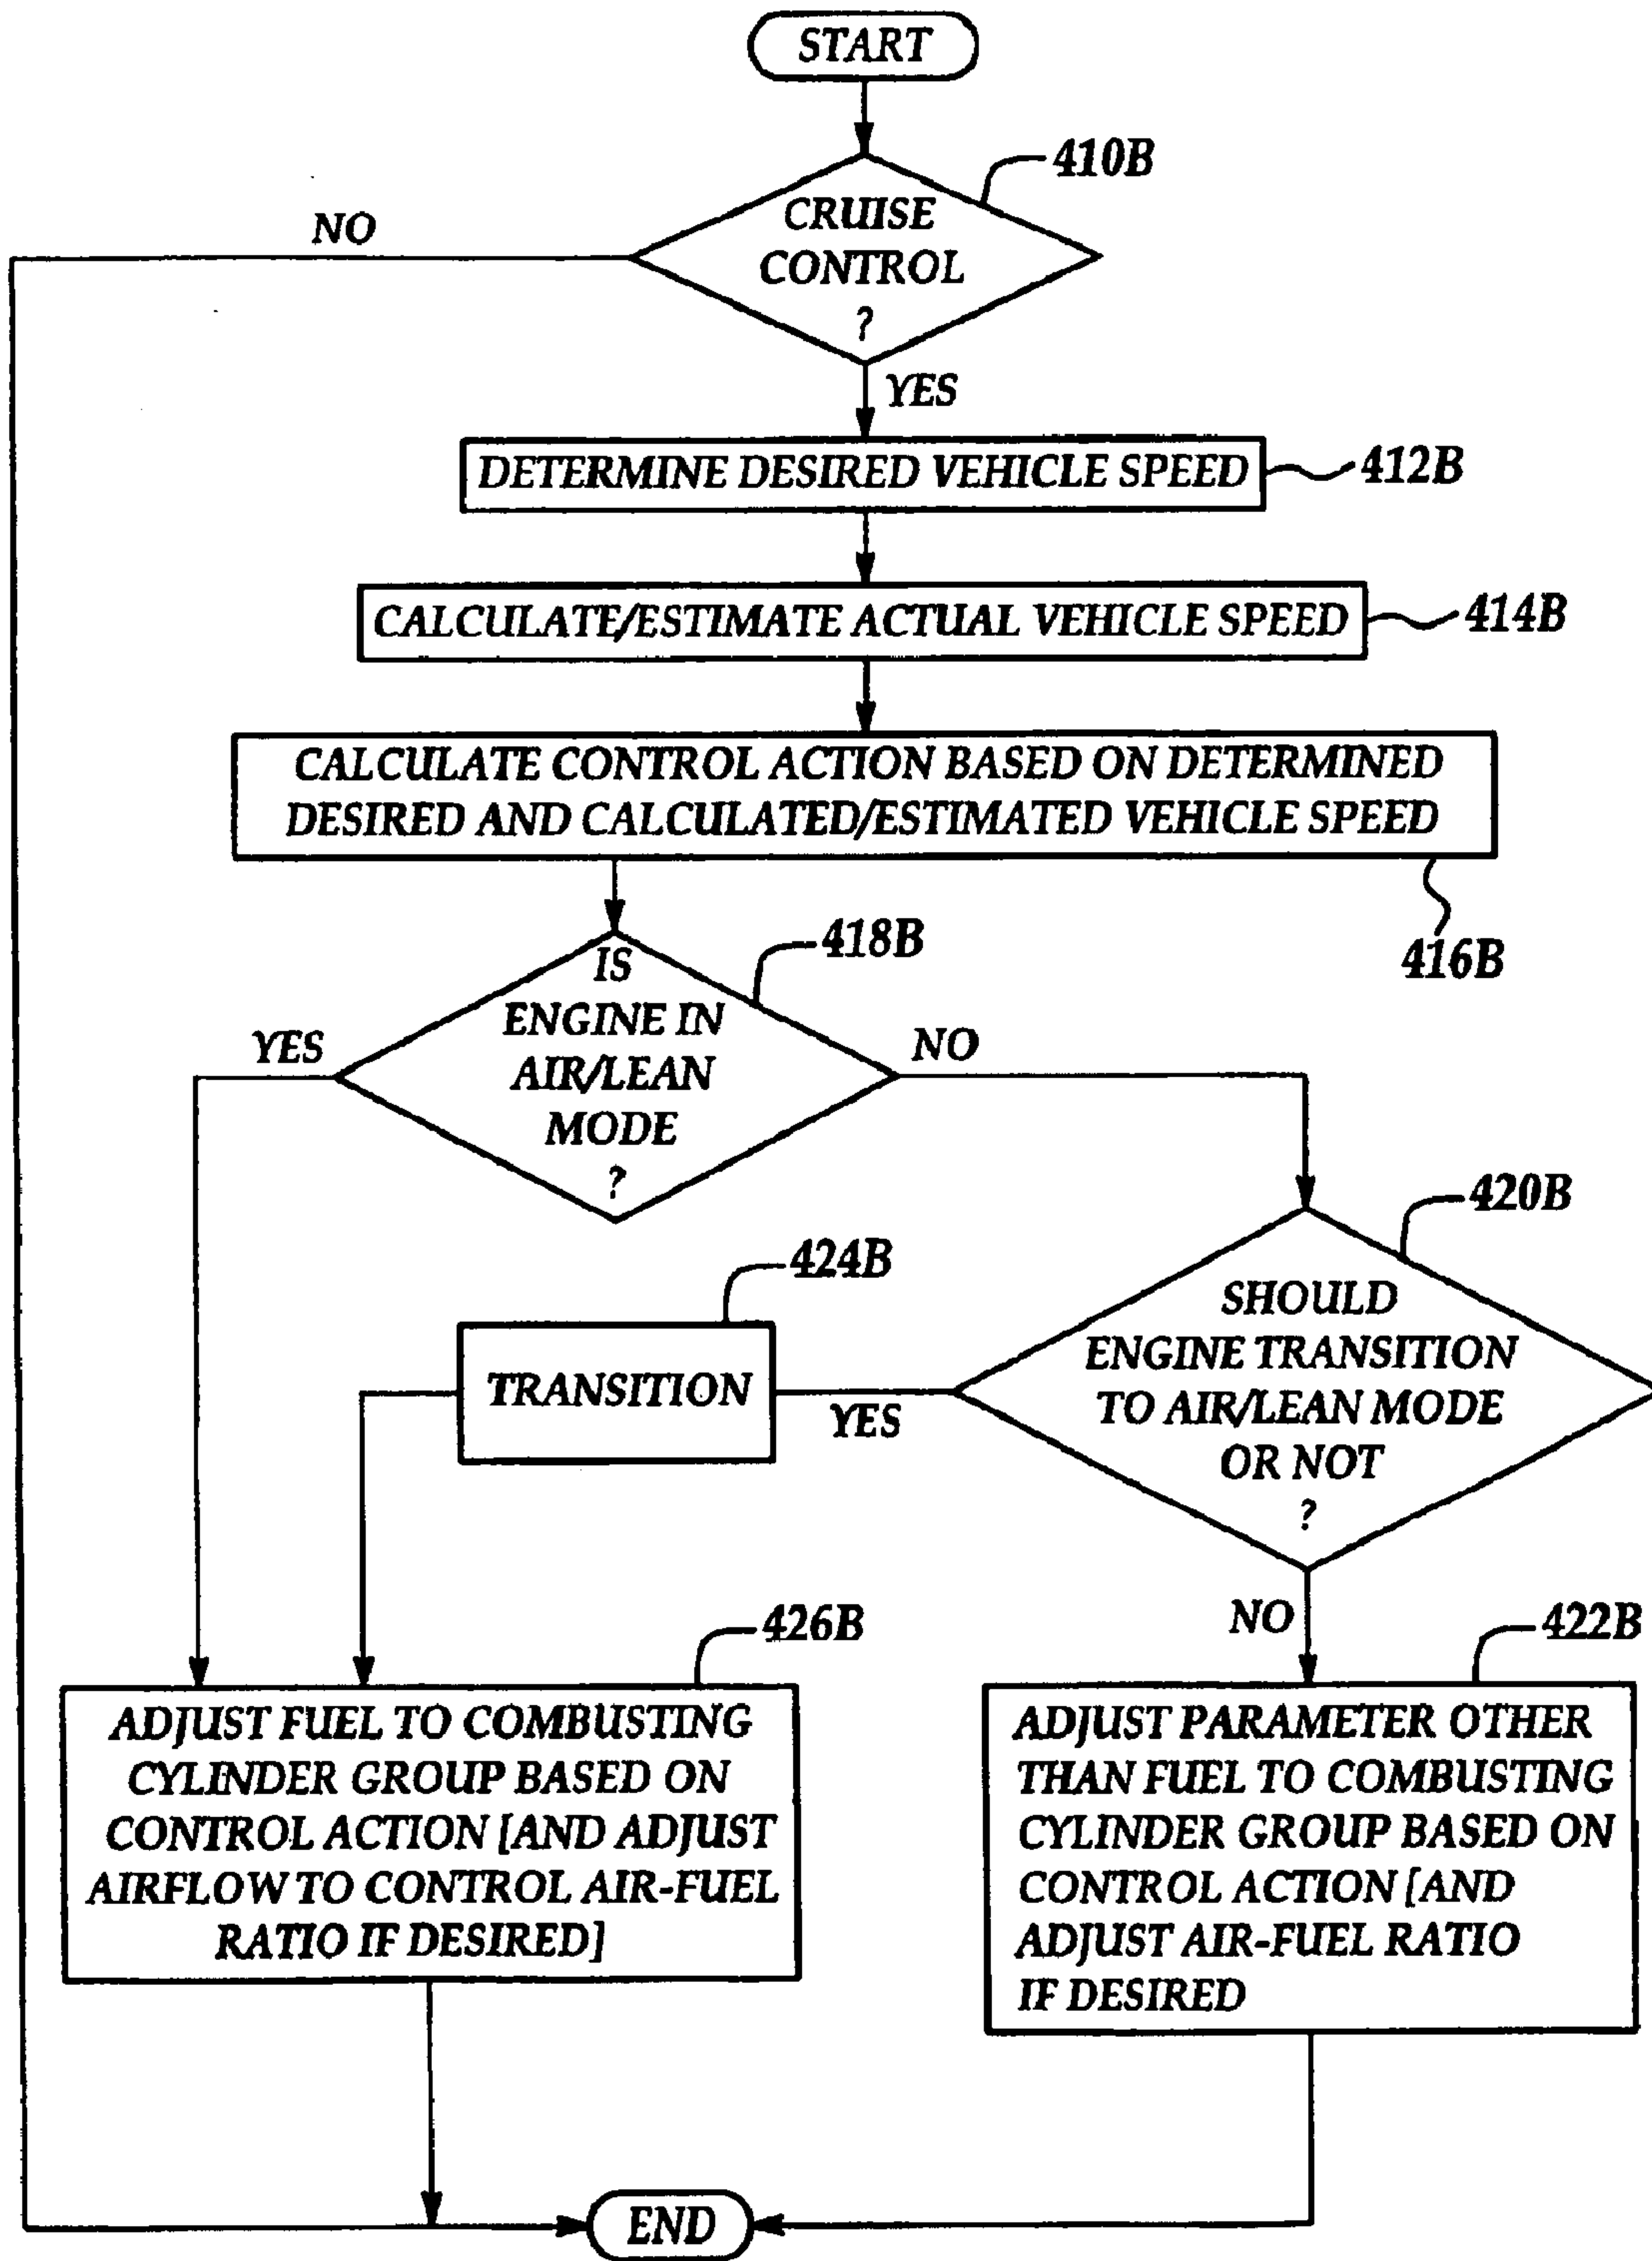 START
410B
CRUISE
CONTROL
?
NO
YES
DETERMINE DESIRED VEHICLE SPEED
412B
CALCULATE/ESTIMATE ACTUAL VEHICLE SPEED
414B
CALCULATE CONTROL ACTION BASED ON DETERMINED
DESIRED AND CALCULATED/ESTIMATED VEHICLE SPEED
416B
418B
IS
ENGINE IN
AIR/LEAN
MODE
?
YES
NO
420B
SHOULD
ENGINE TRANSITION
TO AIR/LEAN MODE
OR NOT
?
424B
TRANSITION
YES
NO
426B
ADJUST FUEL TO COMBUSTING
CYLINDER GROUP BASED ON
CONTROL ACTION [AND ADJUST
AIRFLOW TO CONTROL AIR-FUEL
RATIO IF DESIRED]
422B
ADJUST PARAMETER OTHER
THAN FUEL TO COMBUSTING
CYLINDER GROUP BASED ON
CONTROL ACTION [AND
ADJUST AIR-FUEL RATIO
IF DESIRED
END